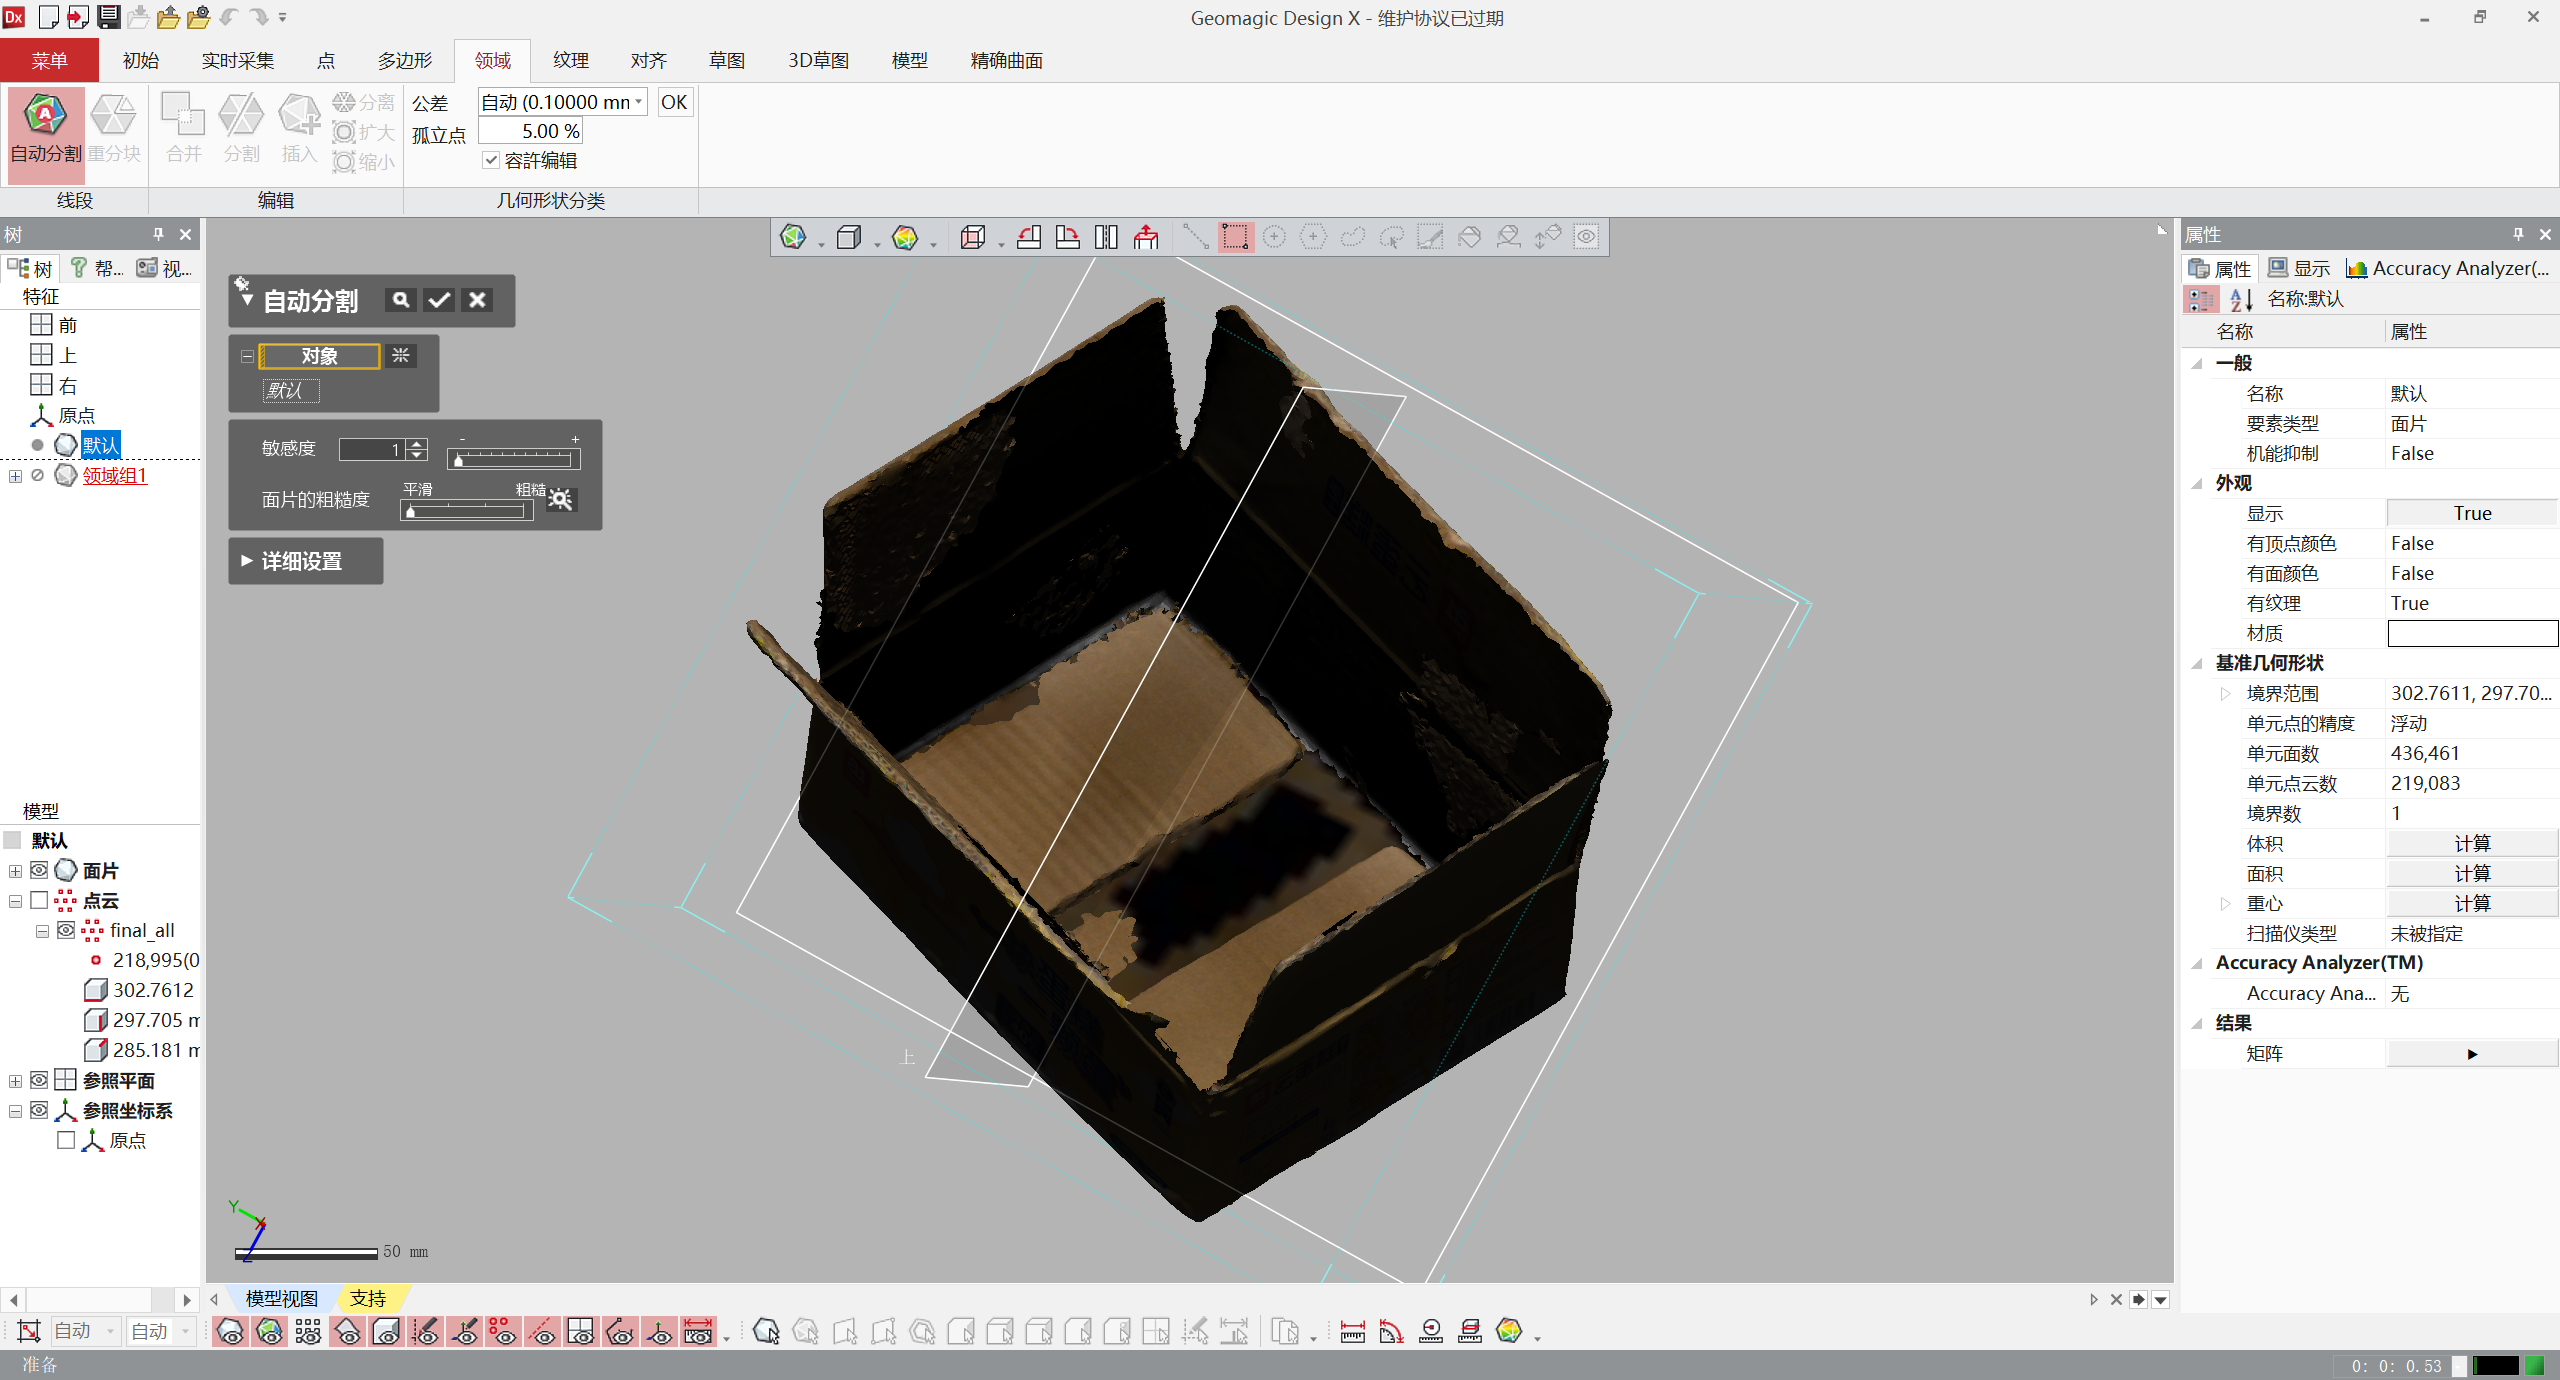 Dx
Geomagic Design X - 维护协议已过期
菜单 初始 实时采集 点 多边形 领域 纹理 对齐 草图 3D草图 模型 精确曲面
自动分割 重分块 合并 分割 插入 分离 扩大 缩小
公差 自动 (0.10000 mn OK
孤立点 5.00 %
容許编辑
线段 编辑 几何形状分类
树
树 帮... 视...
特征
前
上
右
原点
默认
领域组1
自动分割
对象
默认
敏感度 1 - +
面片的粗糙度 平滑 粗糙
详细设置
上
Y
X
Z
50 mm
模型
默认
面片
点云
final_all
218,995(0
302.7612
297.705 m
285.181 m
参照平面
参照坐标系
原点
属性
属性 显示 Accuracy Analyzer(...
名称:默认
名称 属性
一般
名称 默认
要素类型 面片
机能抑制 False
外观
显示 True
有顶点颜色 False
有面颜色 False
有纹理 True
材质
基准几何形状
境界范围 302.7611, 297.70...
单元点的精度 浮动
单元面数 436,461
单元点云数 219,083
境界数 1
体积 计算
面积 计算
重心 计算
扫描仪类型 未被指定
Accuracy Analyzer(TM)
Accuracy Ana... 无
结果
矩阵
模型视图 支持
自动 自动
准备
0: 0: 0.53